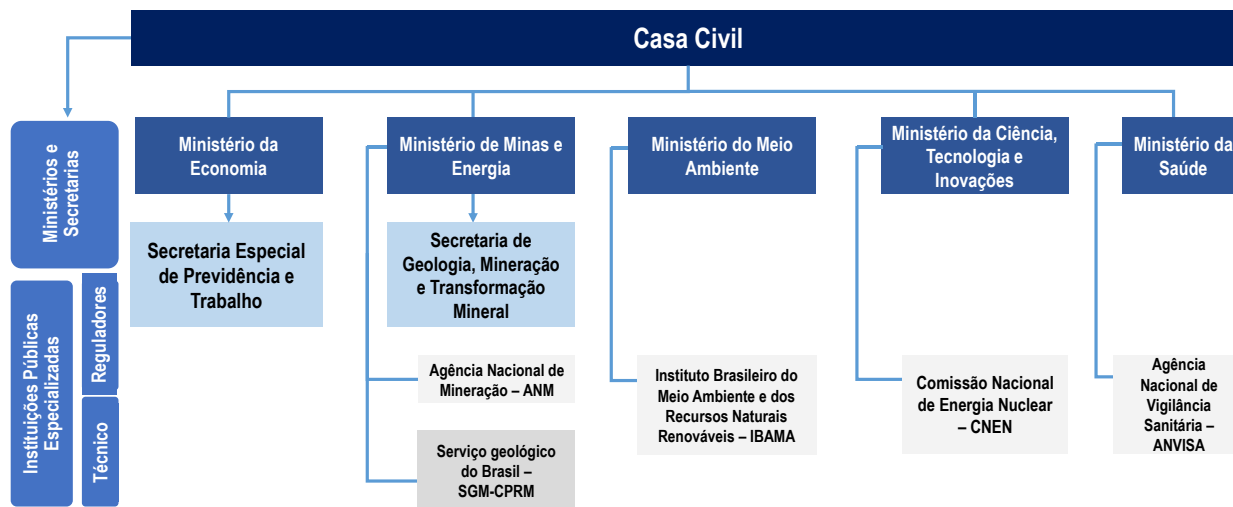 Casa Civil
Ministérios e
Secretarias
Ministério da
Economia
Ministério de Minas e
Energia
Ministério do Meio
Ambiente
Ministério da Ciência,
Tecnologia e
Inovações
Ministério da
Saúde
Secretaria Especial
de Previdência e
Trabalho
Secretaria de
Geologia, Mineração
e Transformação
Mineral
Instituições Públicas
Especializadas
Reguladores
Agência Nacional de
Mineração – ANM
Instituto Brasileiro do
Meio Ambiente e dos
Recursos Naturais
Renováveis – IBAMA
Comissão Nacional
de Energia Nuclear
– CNEN
Agência
Nacional de
Vigilância
Sanitária –
ANVISA
Técnico
Serviço geológico
do Brasil –
SGM-CPRM